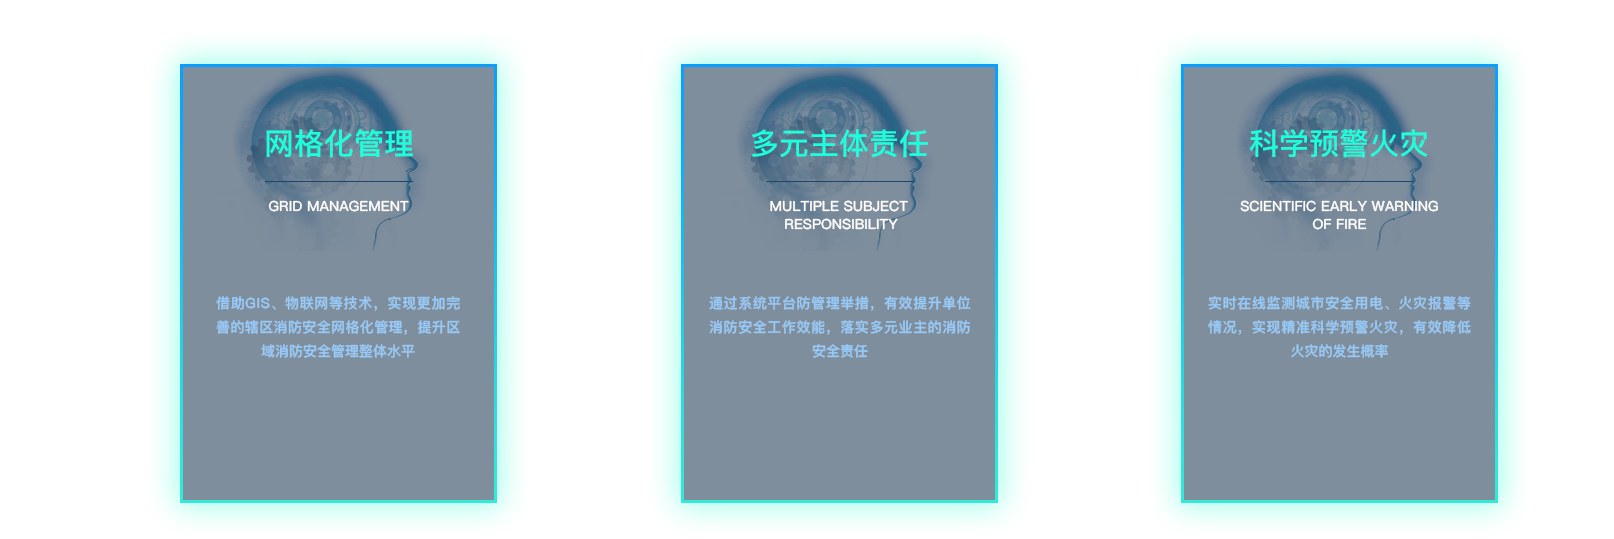 网格化管理
GRID MANAGEMENT
借助GIS、物联网等技术，实现更加完
善的辖区消防安全网格化管理，提升区
域消防安全管理整体水平
多元主体责任
MULTIPLE SUBJECT
RESPONSIBILITY
通过系统平台防管理举措，有效提升单位
消防安全工作效能，落实多元业主的消防
安全责任
科学预警火灾
SCIENTIFIC EARLY WARNING
OF FIRE
实时在线监测城市安全用电、火灾报警等
情况，实现精准科学预警火灾，有效降低
火灾的发生概率